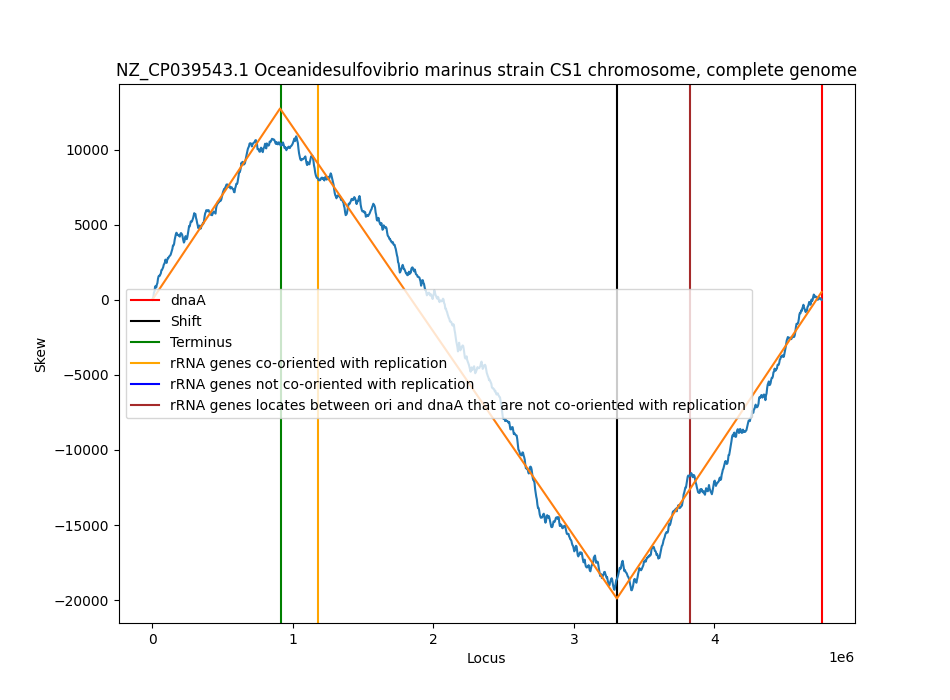 NZ_CP039543.1 Oceanidesulfovibrio marinus strain CS1 chromosome, complete genome
10000
5000
0
−5000
−10000
−15000
−20000
Skew
dnaA
Shift
Terminus
rRNA genes co-oriented with replication
rRNA genes not co-oriented with replication
rRNA genes locates between ori and dnaA that are not co-oriented with replication
0
1
2
3
4
1e6
Locus